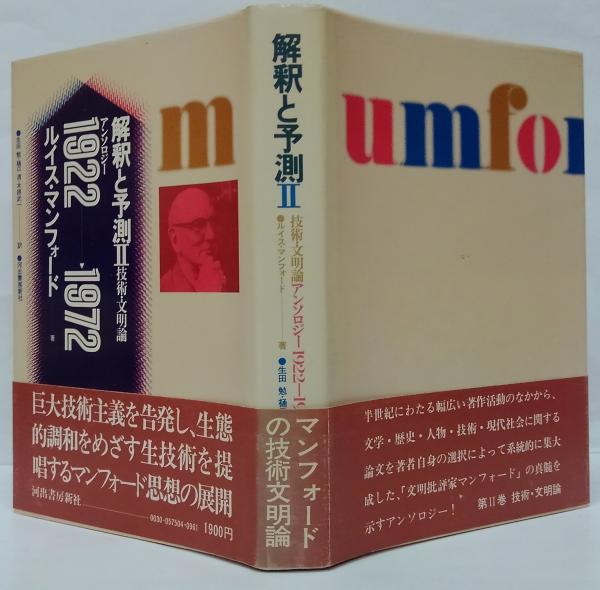 解釈と予測II 技術・文明論
アンソロジー
1922-1972
ルイス・マンフォード 著
m
巨大技術主義を告発し、生態
的調和をめざす生技術を提
唱するマンフォード思想の展開
河出書房新社
0030-057504-0961
1900円
解釈と予測II
技術・文明論
アンソロジー1922—19
●ルイス・マンフォード 著
●生田 勉・樋
マンフォード
の技術文明論
umfor
半世紀にわたる幅広い著作活動のなかから、
文学・歴史・人物・技術・現代社会に関する
論文を著者自身の選択によって系統的に集大
成した、「文明批評家マンフォード」の真髄を
示すアンソロジー!
第II巻 技術・文明論